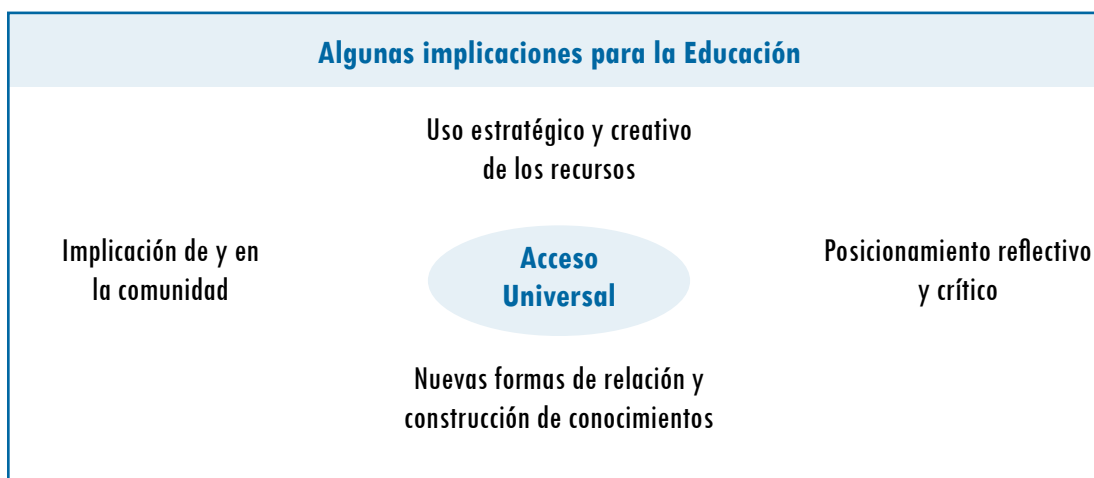 Algunas implicaciones para la Educación
Uso estratégico y creativo
de los recursos
Implicación de y en
la comunidad
Acceso
Universal
Posicionamiento reflectivo
y crítico
Nuevas formas de relación y
construcción de conocimientos